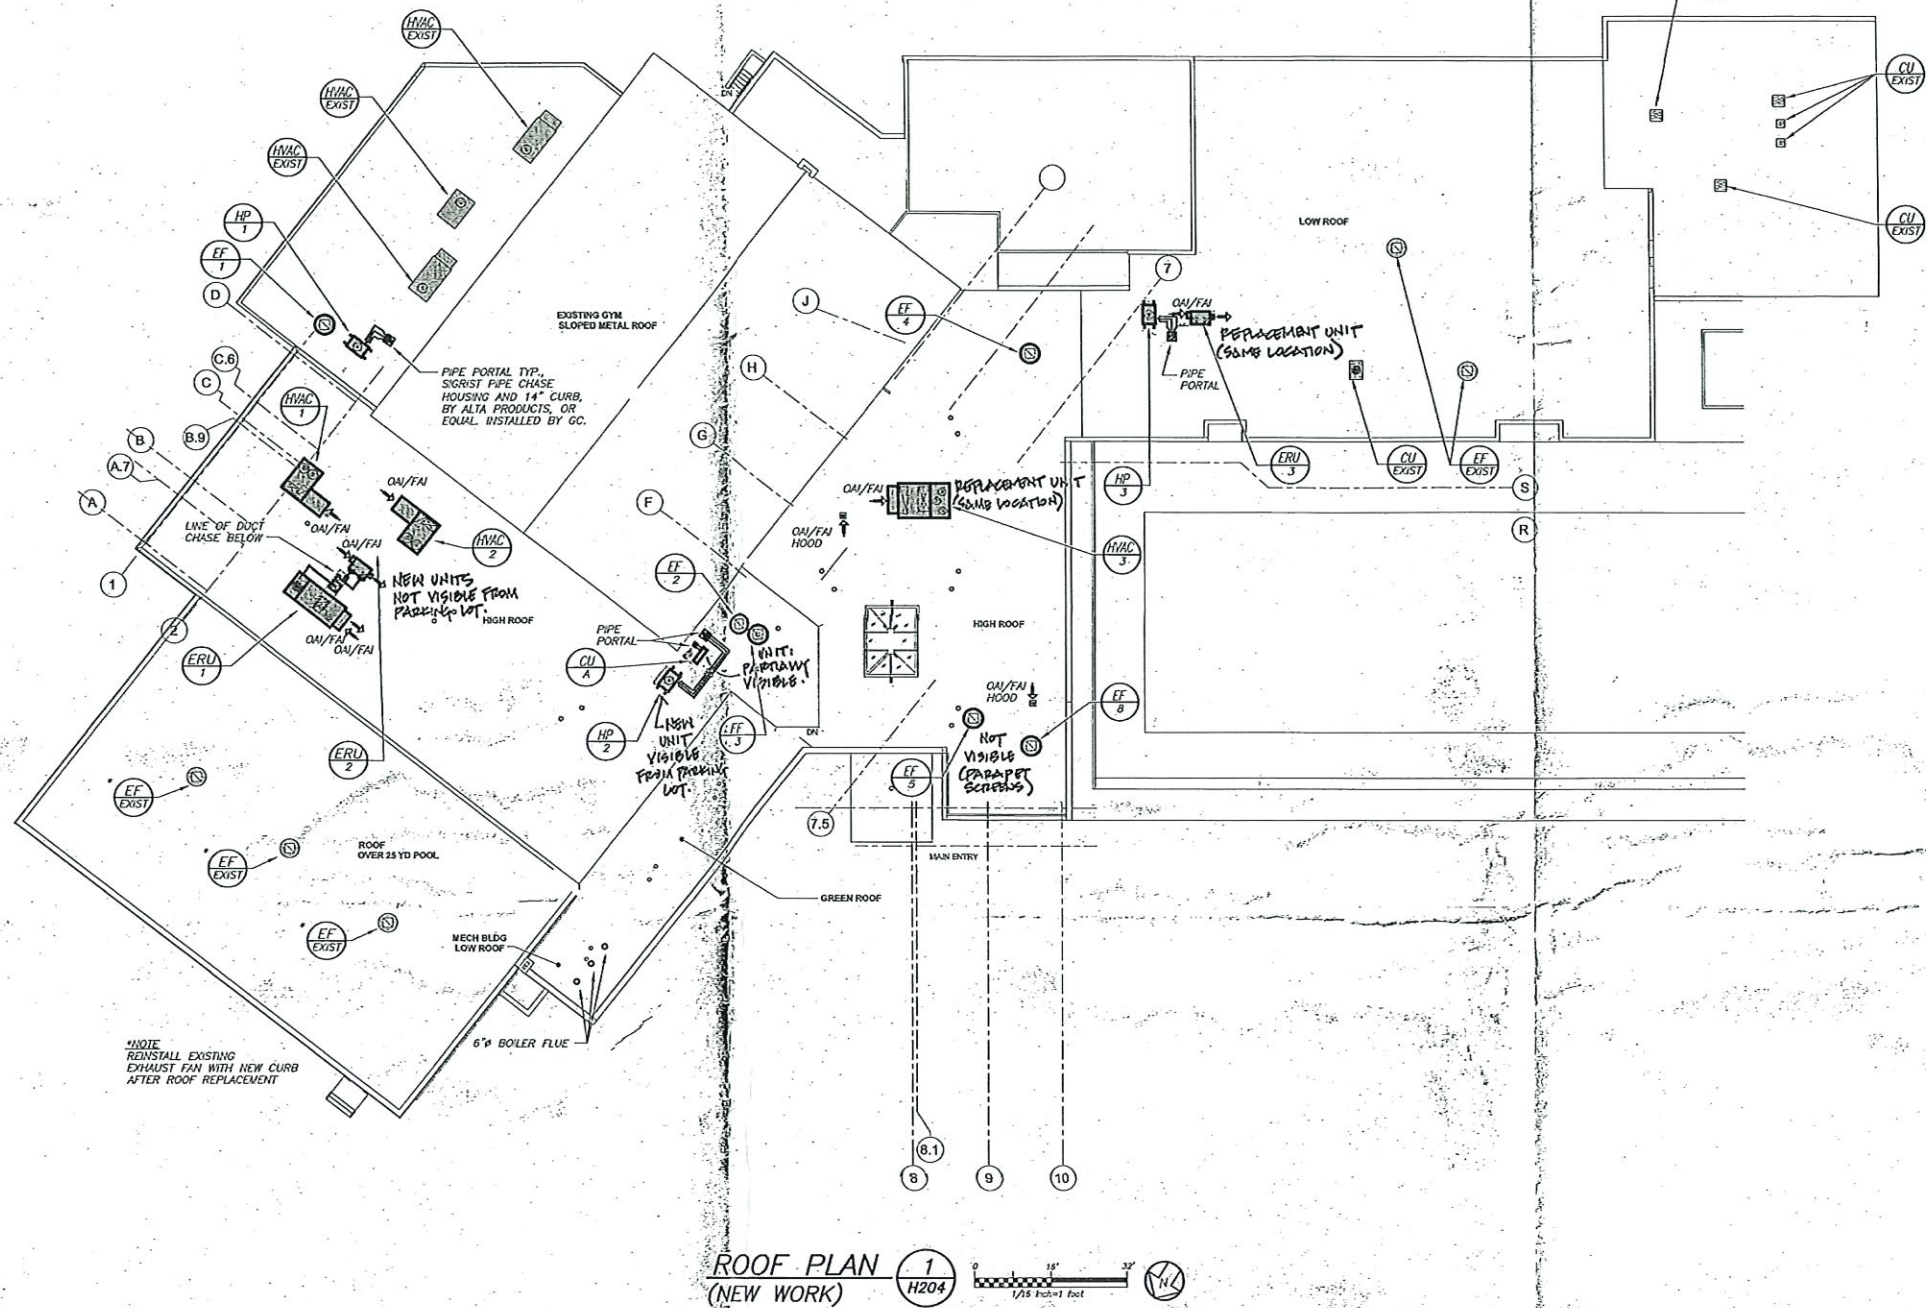 HVAC
EXIST
HVAC
EXIST
HVAC
EXIST
HP
1
EF
1
D
C.6
C
B.9
B
A.7
A
1
2
HVAC
1
PIPE PORTAL TYP.,
SIGRIST PIPE CHASE
HOUSING AND 14" CURB,
BY ALTA PRODUCTS, OR
EQUAL. INSTALLED BY GC.
EXISTING GYM
SLOPED METAL ROOF
DN
LINE OF DUCT
CHASE BELOW
OAI/FAI
OAI/FAI
OAI/FAI
HVAC
2
NEW UNITS
NOT VISIBLE FROM
PARKING LOT.
HIGH ROOF
OAI/FAI
OAI/FAI
ERU
1
ERU
2
J
H
G
F
EF
4
7
EF
2
PIPE
PORTAL
CU
A
UNIT:
PARTIALLY
VISIBLE.
HP
2
NEW
UNIT
VISIBLE
FROM PARKING
LOT.
EF
3
DN
OAI/FAI
REPLACEMENT UNIT
(SAME LOCATION)
OAI/FAI
HOOD
HVAC
3
HIGH ROOF
OAI/FAI
HOOD
EF
8
NOT
VISIBLE
(PARAPET
SCREENS)
EF
5
7.5
MAIN ENTRY
GREEN ROOF
LOW ROOF
OAI/FAI
REPLACEMENT UNIT
(SAME LOCATION)
PIPE
PORTAL
HP
3
ERU
3
CU
EXIST
EF
EXIST
S
R
CU
EXIST
CU
EXIST
EF
EXIST
EF
EXIST
EF
EXIST
ROOF
OVER 25 YD POOL
MECH BLDG
LOW ROOF
6"ø BOILER FLUE
*NOTE
REINSTALL EXISTING
EXHAUST FAN WITH NEW CURB
AFTER ROOF REPLACEMENT
8.1
8
9
10
ROOF PLAN
(NEW WORK)
1
H204
0 16' 32'
1/16 inch=1 foot
N